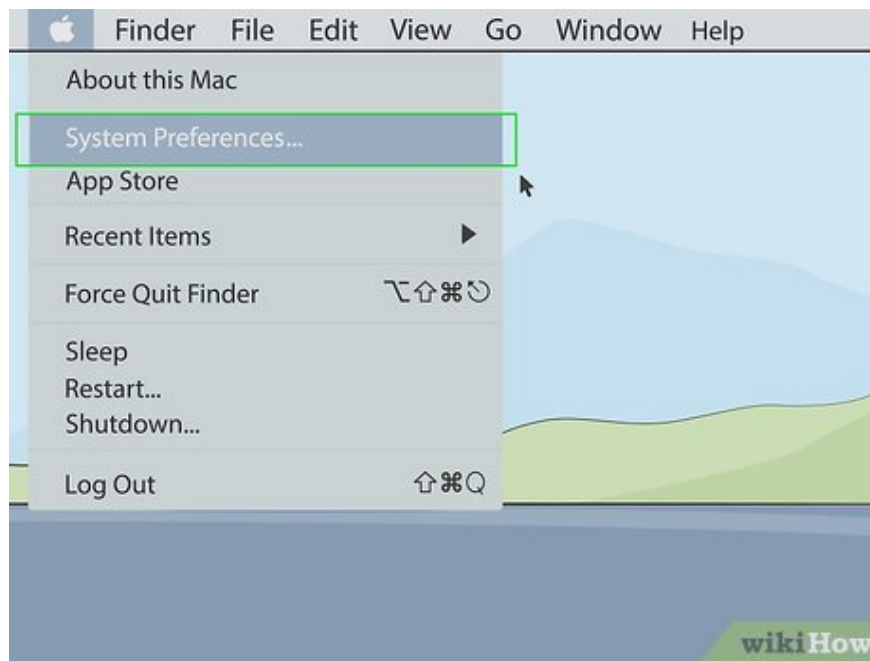 Finder File Edit View Go Window Help
About this Mac
System Preferences...
App Store
Recent Items
Force Quit Finder ⌥⇧⌘⎋
Sleep
Restart...
Shutdown...
Log Out ⇧⌘Q
wikiHow